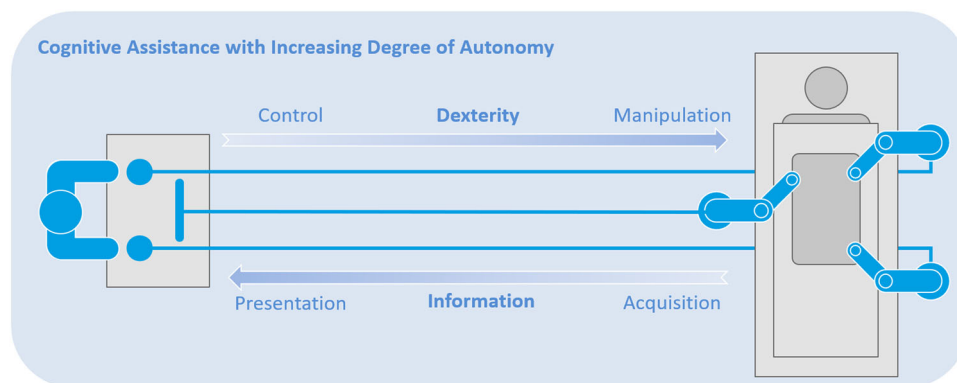 Cognitive Assistance with Increasing Degree of Autonomy
Control Dexterity Manipulation
Presentation Information Acquisition